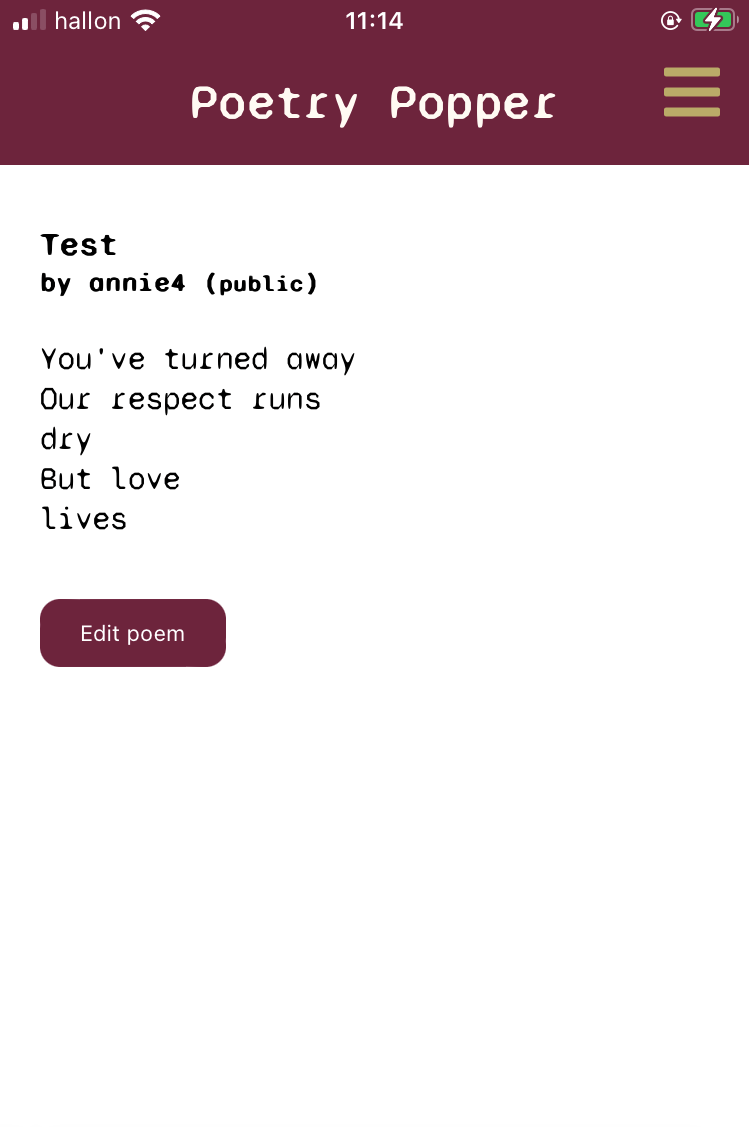 hallon 11:14
Poetry Popper
Test
by annie4 (public)
You've turned away
Our respect runs
dry
But love
lives
Edit poem